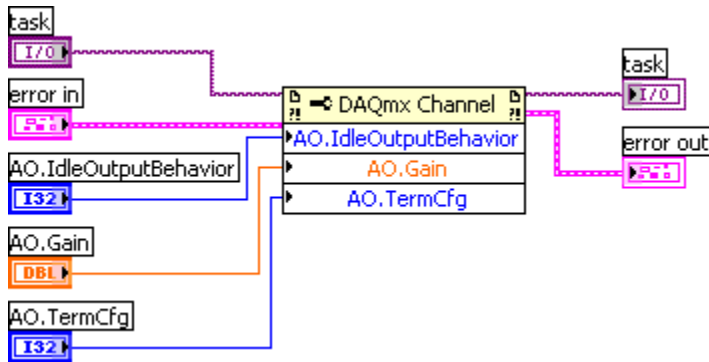 task
I/O
task
I/O
error in
DAQmx Channel
AO.IdleOutputBehavior
error out
AO.IdleOutputBehavior
I32
AO.Gain
AO.TermCfg
AO.Gain
DBL
AO.TermCfg
I32